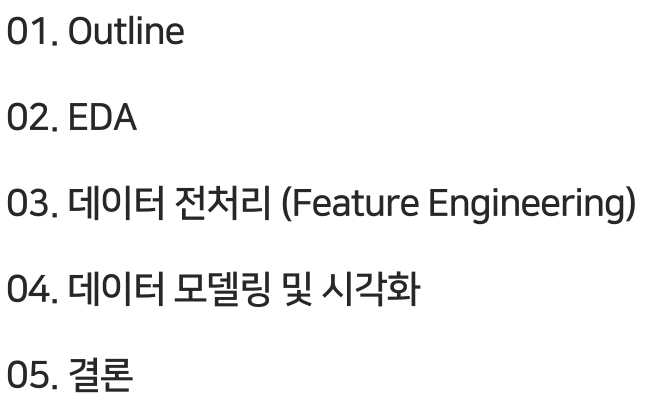 01. Outline
02. EDA
03. 데이터 전처리 (Feature Engineering)
04. 데이터 모델링 및 시각화
05. 결론